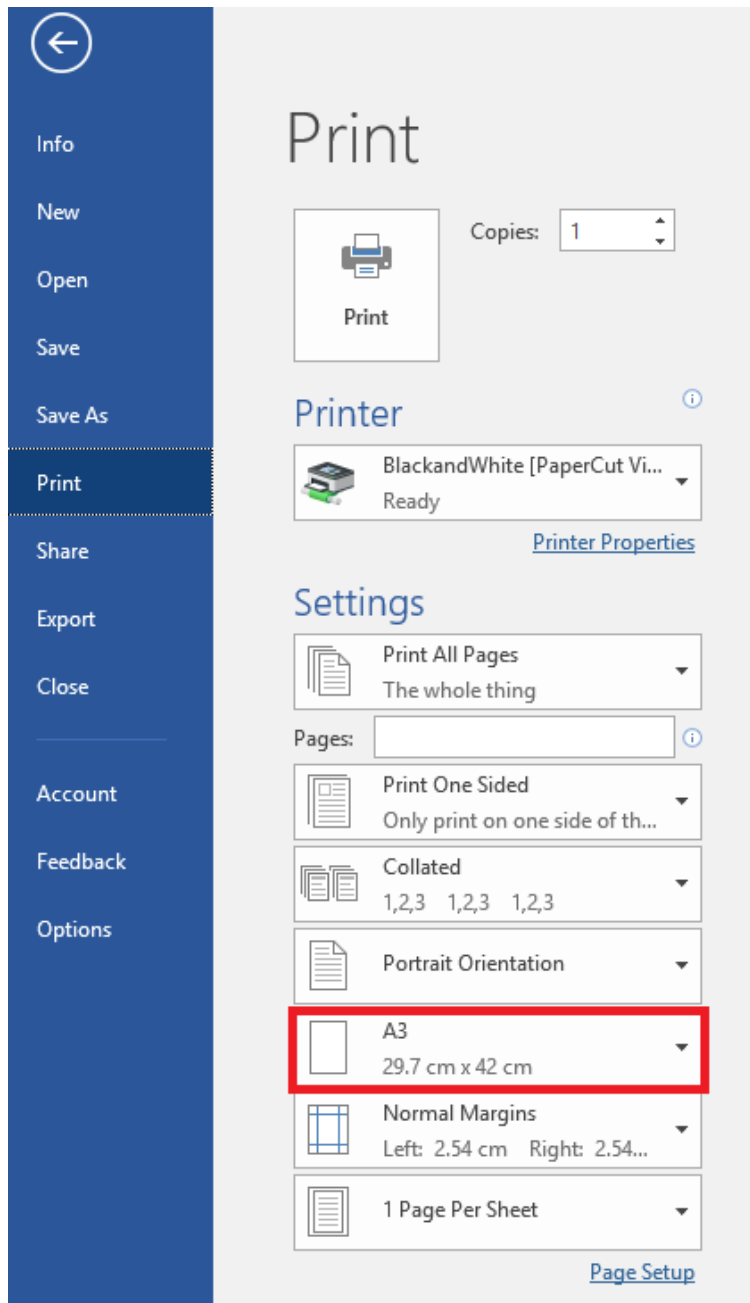 Info
New
Open
Save
Save As
Print
Share
Export
Close
Account
Feedback
Options
Print
Print
Copies: 1
Printer
BlackandWhite [PaperCut Vi...
Ready
Printer Properties
Settings
Print All Pages
The whole thing
Pages:
Print One Sided
Only print on one side of th...
Collated
1,2,3 1,2,3 1,2,3
Portrait Orientation
A3
29.7 cm x 42 cm
Normal Margins
Left: 2.54 cm Right: 2.54...
1 Page Per Sheet
Page Setup